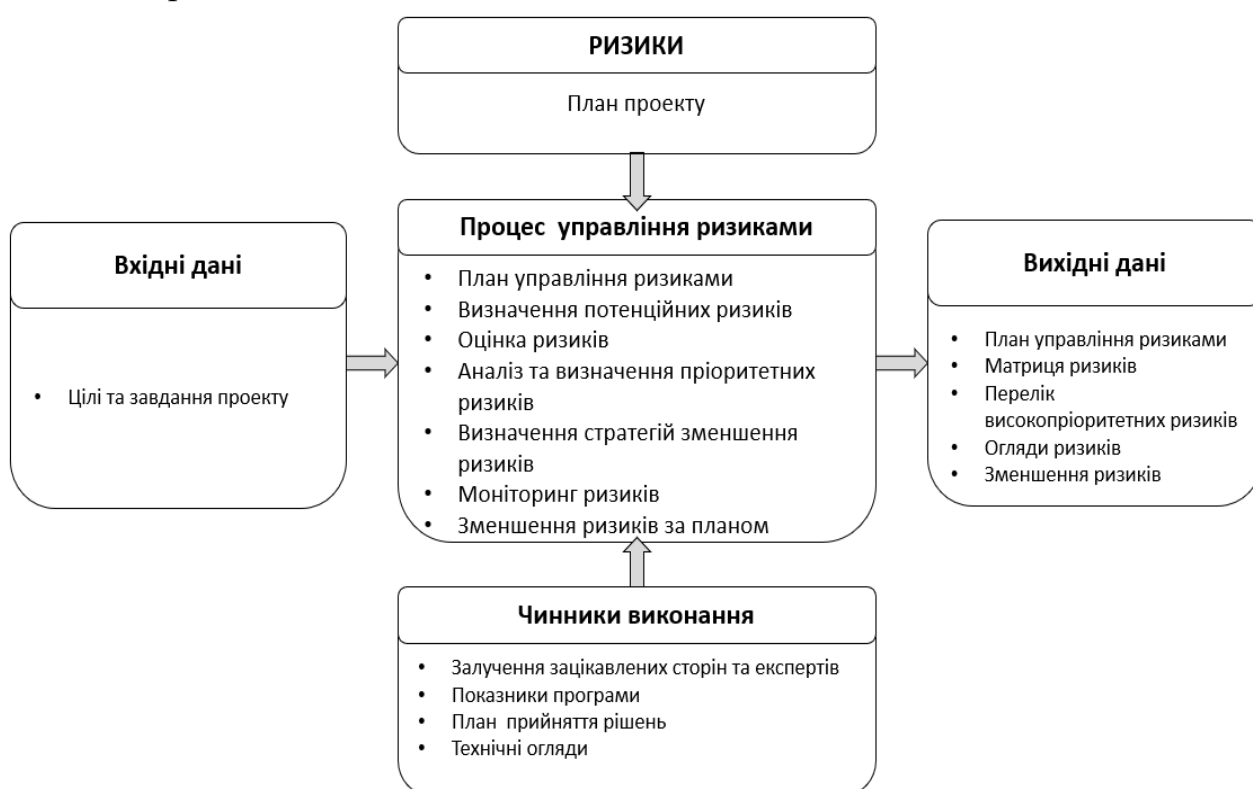 РИЗИКИ
План проекту
Процес управління ризиками
• План управління ризиками
• Визначення потенційних ризиків
• Оцінка ризиків
• Аналіз та визначення пріоритетних
ризиків
• Визначення стратегій зменшення
ризиків
• Моніторинг ризиків
• Зменшення ризиків за планом
Вхідні дані
• Цілі та завдання проекту
Вихідні дані
• План управління ризиками
• Матриця ризиків
• Перелік
високопріоритетних ризиків
• Огляди ризиків
• Зменшення ризиків
Чинники виконання
• Залучення зацікавлених сторін та експертів
• Показники програми
• План прийняття рішень
• Технічні огляди